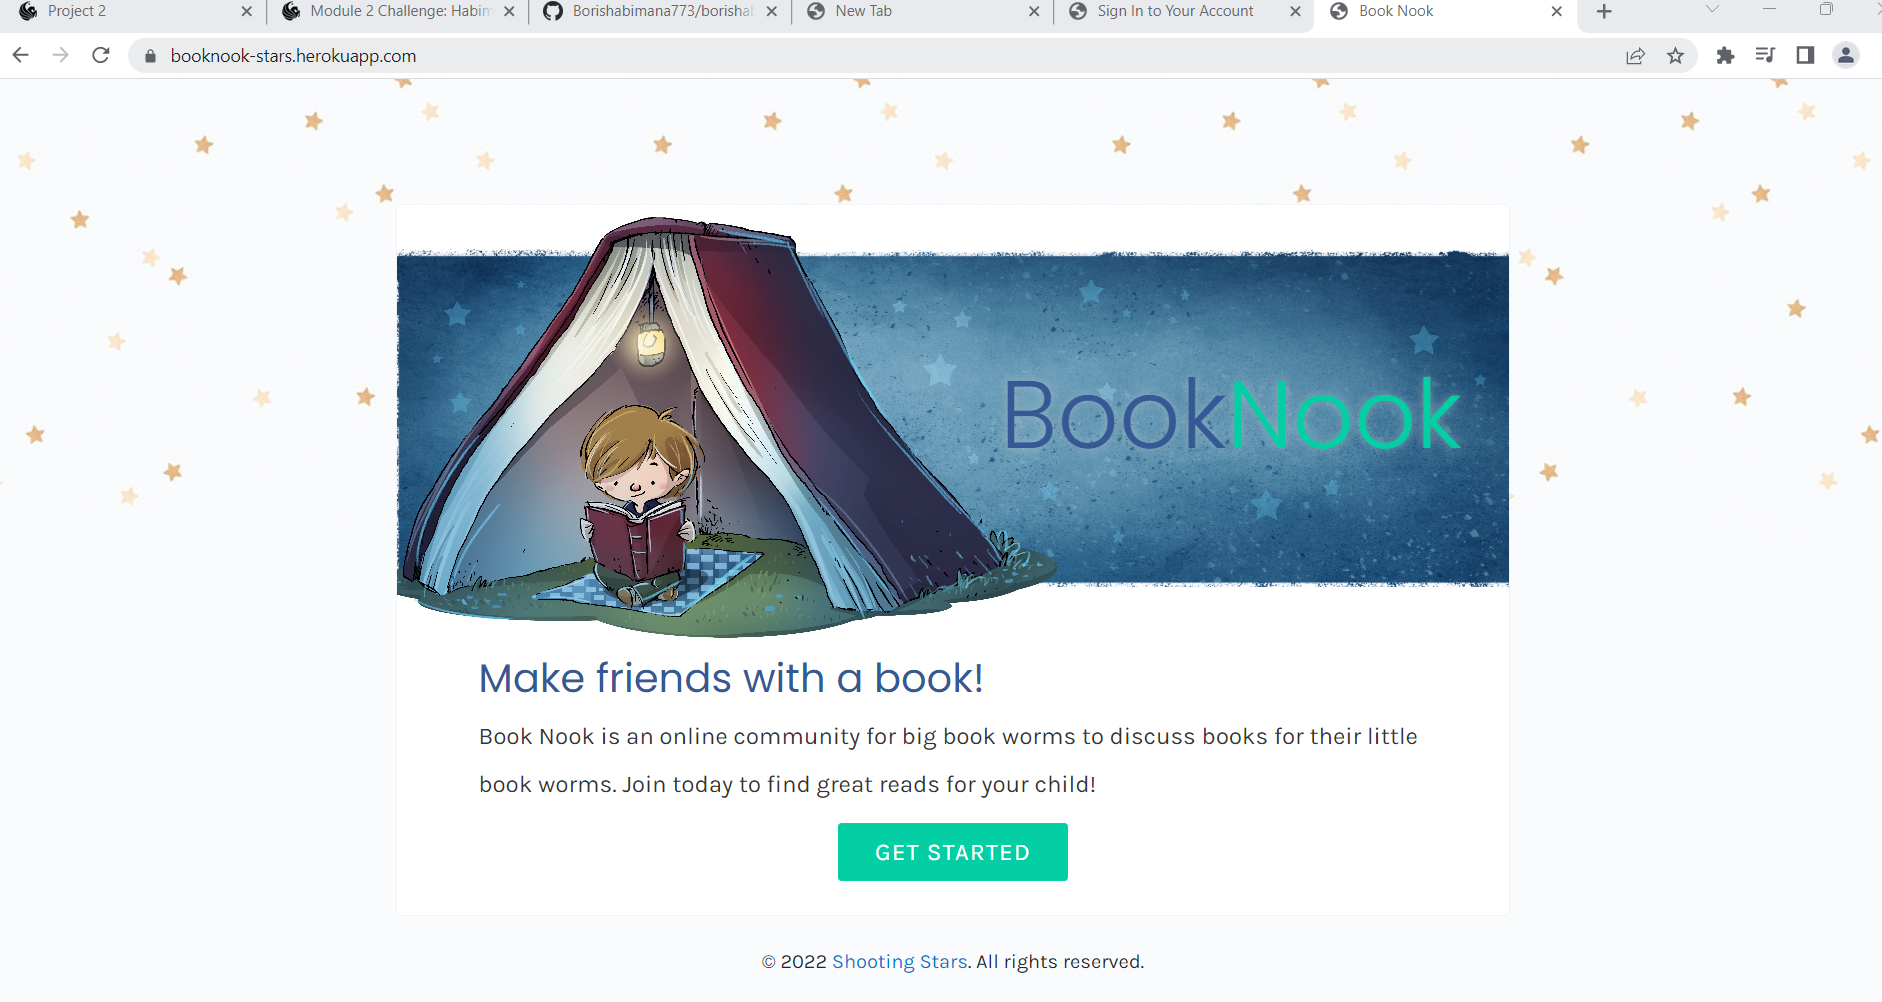 Project 2
Module 2 Challenge: Habim
Borishabimana773/borishab
New Tab
Sign In to Your Account
Book Nook
booknook-stars.herokuapp.com
BookNook
Make friends with a book!
Book Nook is an online community for big book worms to discuss books for their little
book worms. Join today to find great reads for your child!
GET STARTED
© 2022 Shooting Stars. All rights reserved.